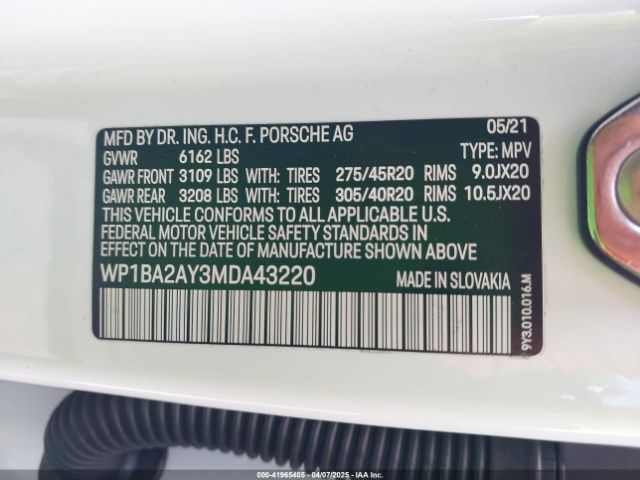 MFD BY DR. ING. H.C. F. PORSCHE AG 05/21
GVWR 6162 LBS TYPE: MPV
GAWR FRONT 3109 LBS WITH: TIRES 275/45R20 RIMS 9.0JX20
GAWR REAR 3208 LBS WITH: TIRES 305/40R20 RIMS 10.5JX20
THIS VEHICLE CONFORMS TO ALL APPLICABLE U.S.
FEDERAL MOTOR VEHICLE SAFETY STANDARDS IN
EFFECT ON THE DATE OF MANUFACTURE SHOWN ABOVE
WP1BA2AY3MDA43220 MADE IN SLOVAKIA
9Y3.010.016.M
000-41965405 - 04/07/2025 - IAAI.COM